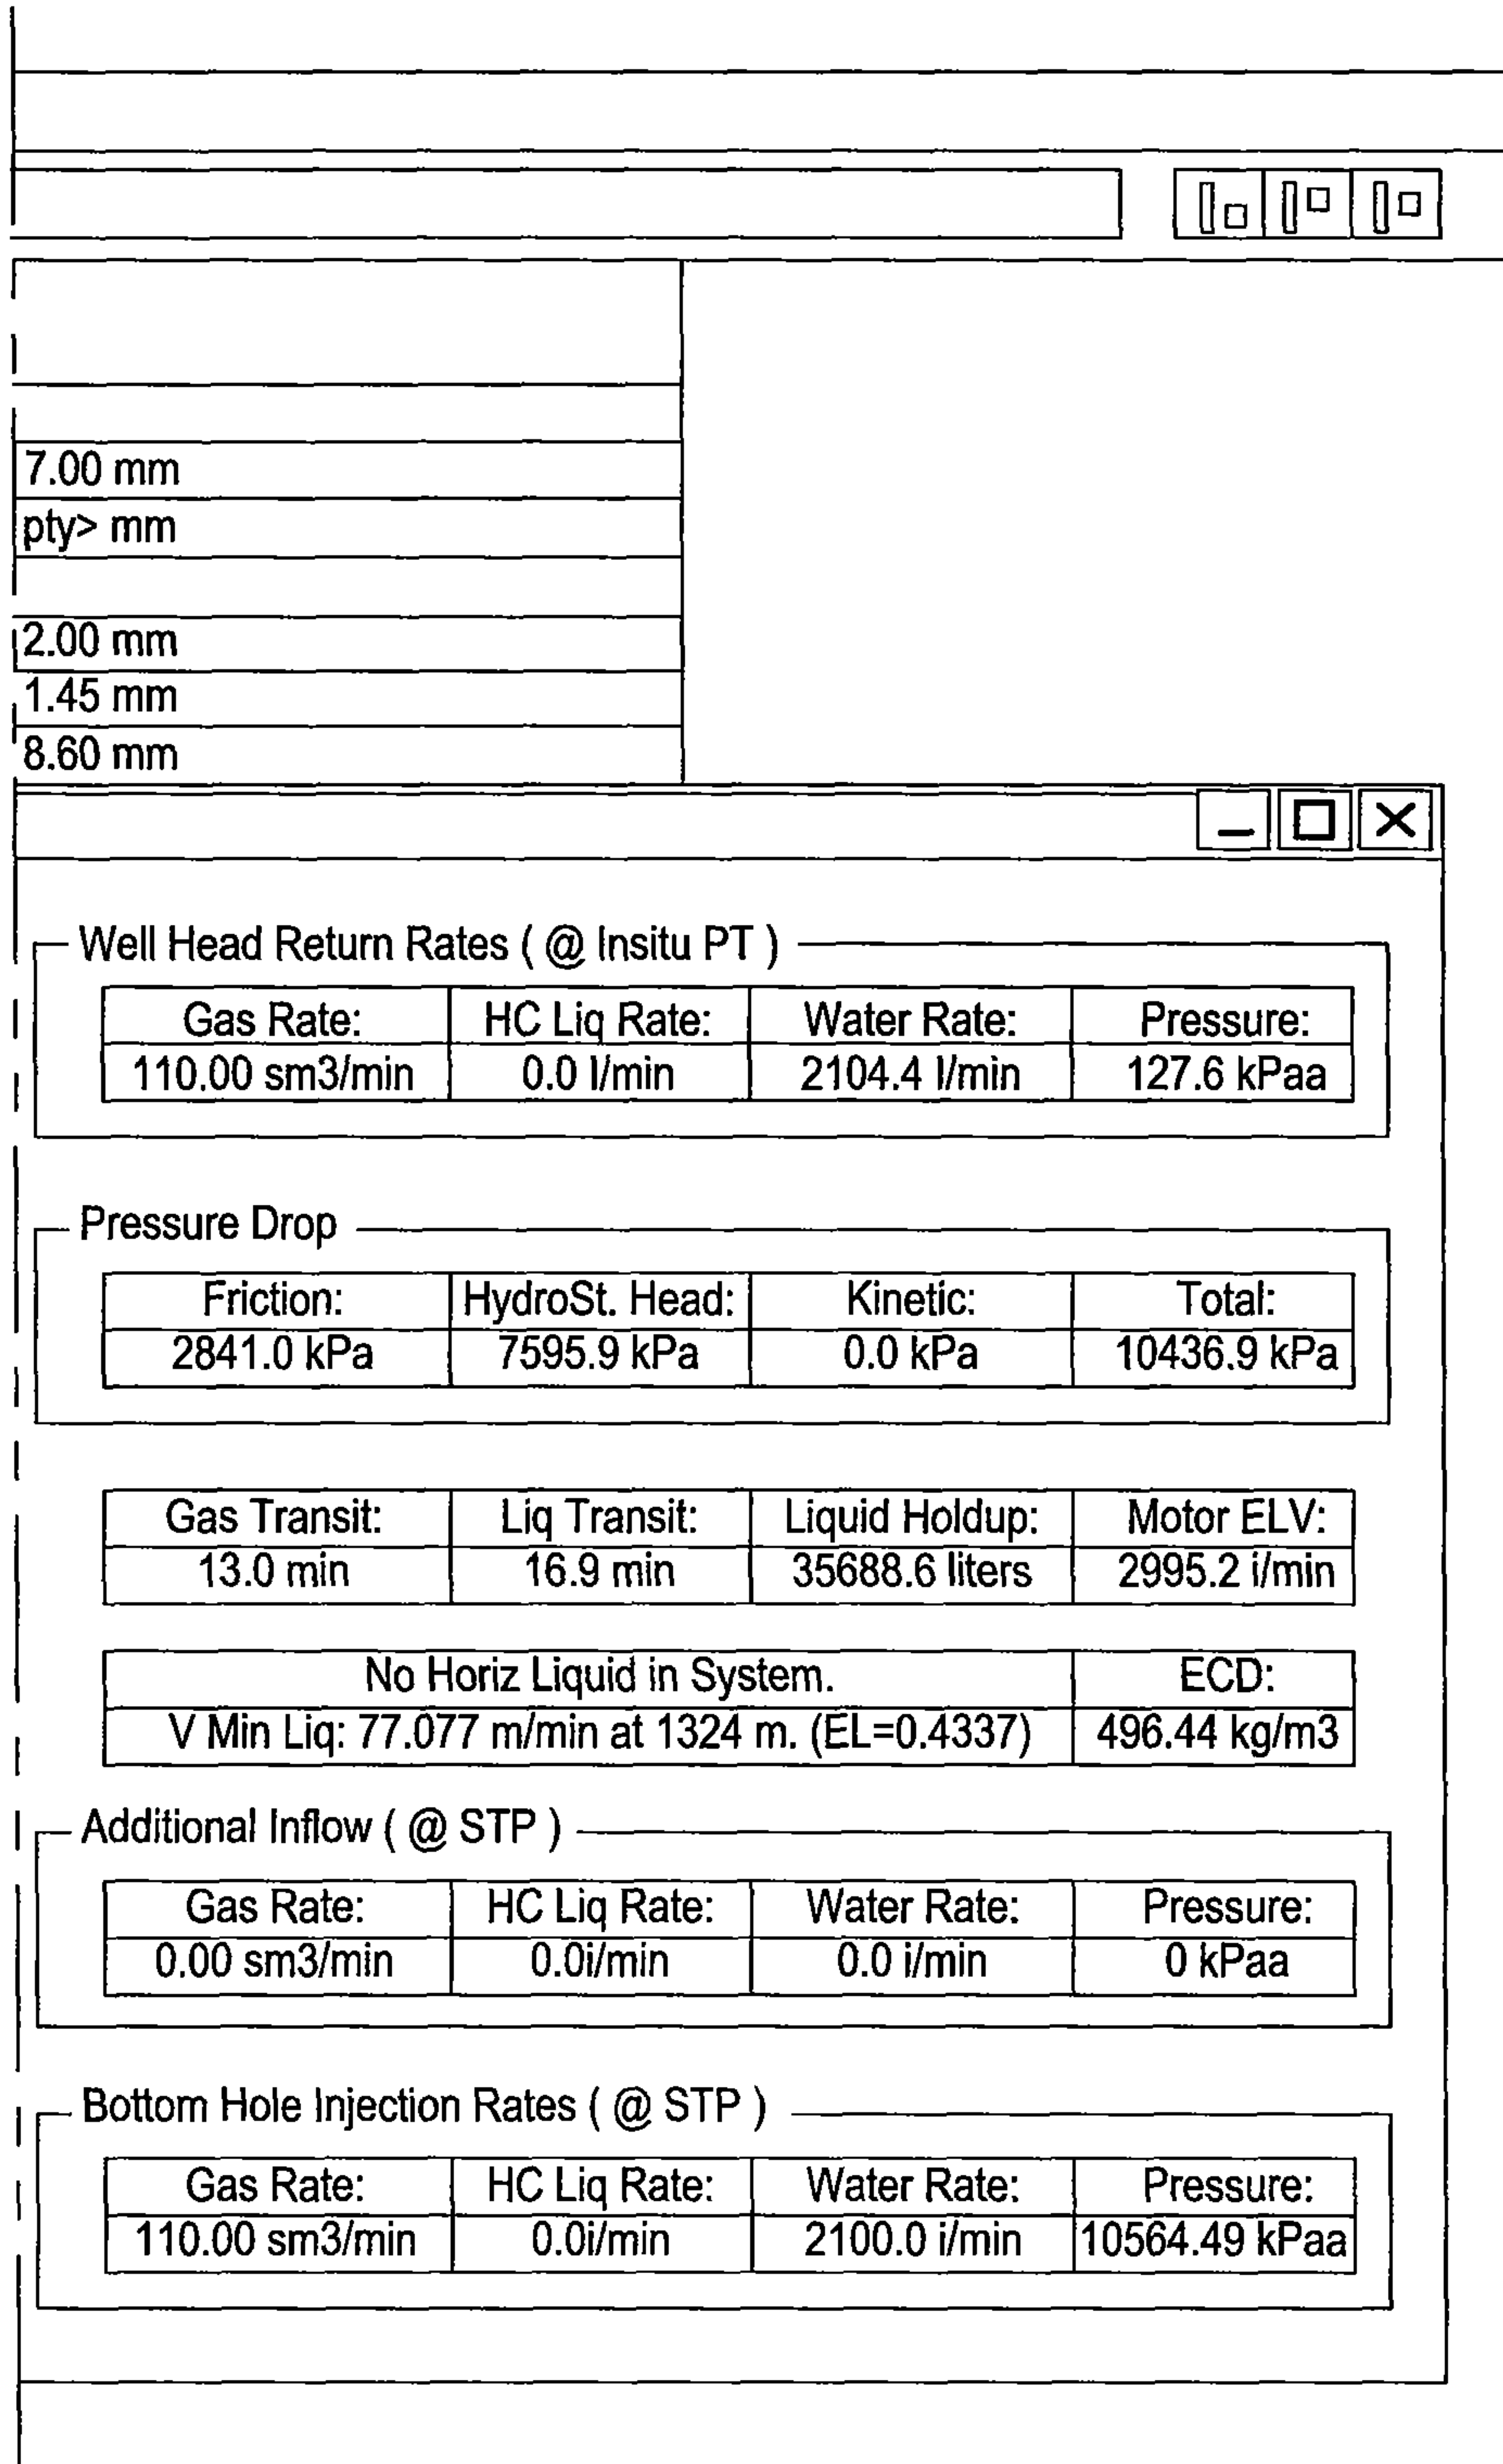 7.00 mm
pty> mm
2.00 mm
1.45 mm
8.60 mm
Well Head Return Rates ( @ Insitu PT )
Gas Rate: HC Liq Rate: Water Rate: Pressure:
110.00 sm3/min 0.0 l/min 2104.4 l/min 127.6 kPaa
Pressure Drop
Friction: HydroSt. Head: Kinetic: Total:
2841.0 kPa 7595.9 kPa 0.0 kPa 10436.9 kPa
Gas Transit: Liq Transit: Liquid Holdup: Motor ELV:
13.0 min 16.9 min 35688.6 liters 2995.2 i/min
No Horiz Liquid in System. ECD:
V Min Liq: 77.077 m/min at 1324 m. (EL=0.4337) 496.44 kg/m3
Additional Inflow ( @ STP )
Gas Rate: HC Liq Rate: Water Rate: Pressure:
0.00 sm3/min 0.0i/min 0.0 i/min 0 kPaa
Bottom Hole Injection Rates ( @ STP )
Gas Rate: HC Liq Rate: Water Rate: Pressure:
110.00 sm3/min 0.0i/min 2100.0 i/min 10564.49 kPaa